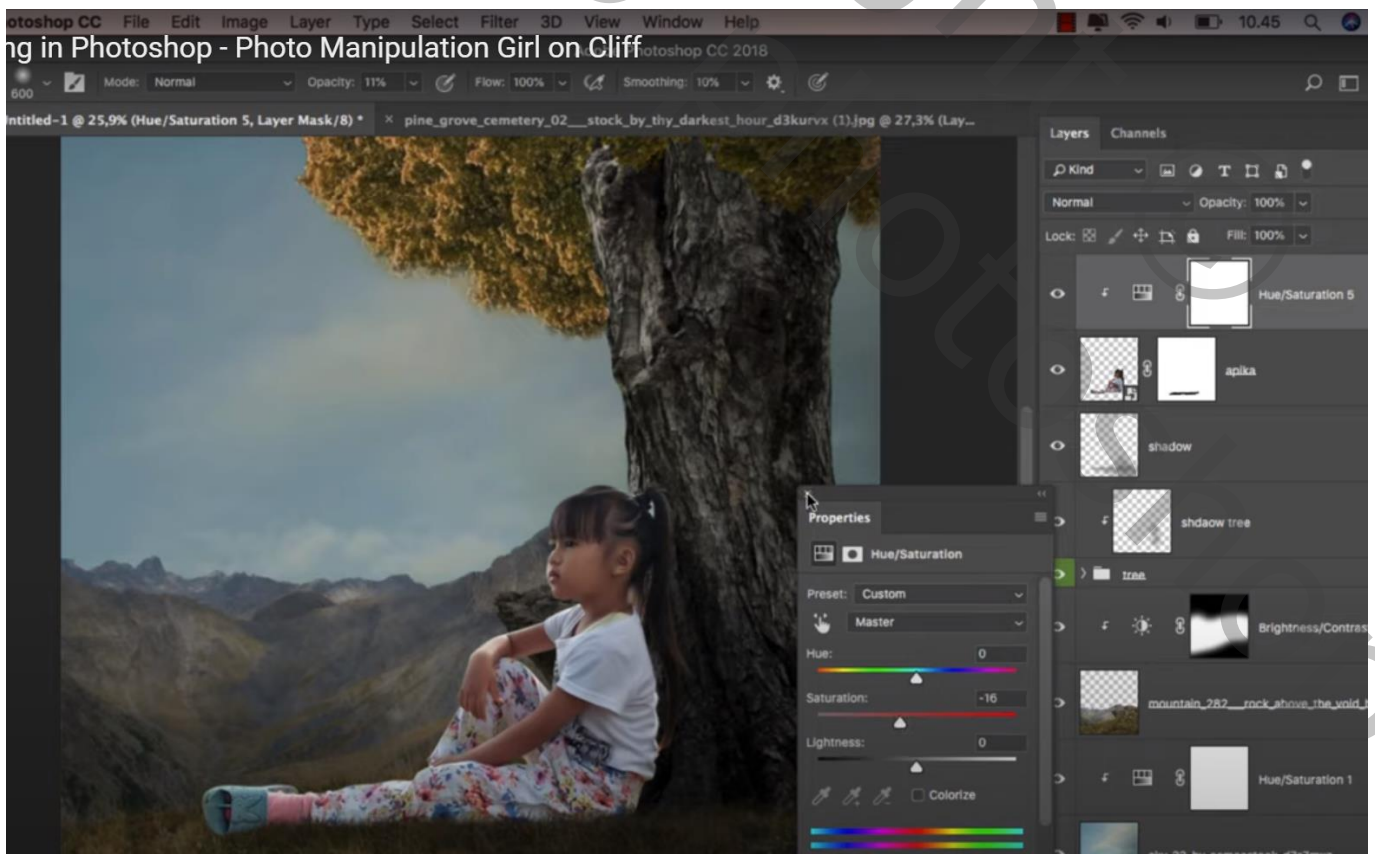 otoshop CC File Edit Image Layer Type Select Filter 3D View Window Help 10.45
ng in Photoshop - Photo Manipulation Girl on Cliff
Photoshop CC 2018
600 Mode: Normal Opacity: 11% Flow: 100% Smoothing: 10%
Untitled-1 @ 25,9% (Hue/Saturation 5, Layer Mask/8) * × pine_grove_cemetery_02__stock_by_thy_darkest_hour_d3kurvx (1).jpg @ 27,3% (Lay...
Layers Channels
Kind
Normal Opacity: 100%
Lock: Fill: 100%
Hue/Saturation 5
apika
shadow
shdaow tree
tree
Brightness/Contras
mountain_282__rock_above_the_void_b
Hue/Saturation 1
Properties
Hue/Saturation
Preset: Custom
Master
Hue: 0
Saturation: -16
Lightness: 0
Colorize